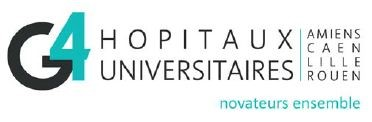 G4 HOPITAUX UNIVERSITAIRES
AMIENS
CAEN
LILLE
ROUEN
novateurs ensemble